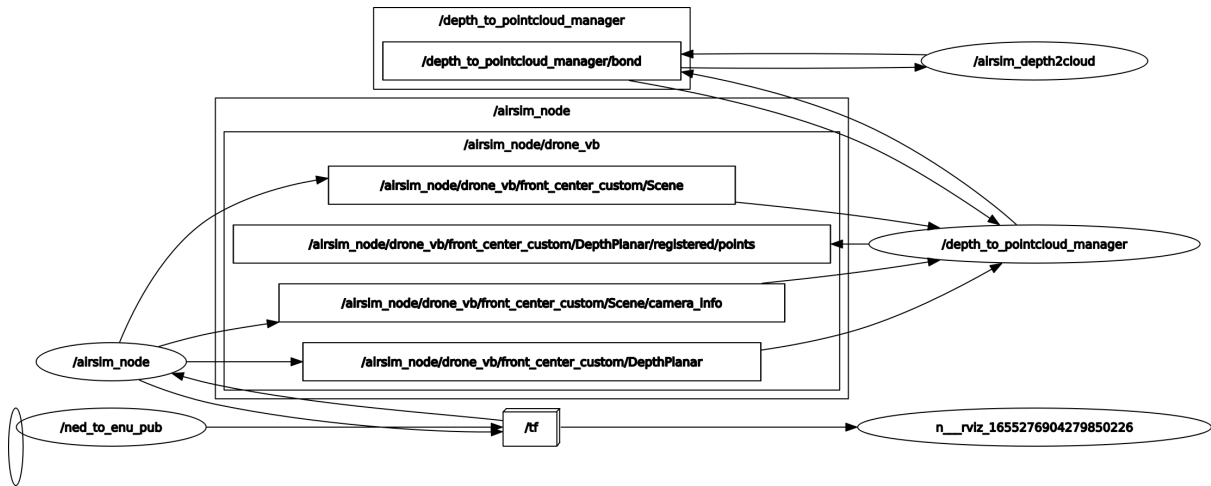 /depth_to_pointcloud_manager
/depth_to_pointcloud_manager/bond
/airsim_depth2cloud
/airsim_node
/airsim_node/drone_vb
/airsim_node/drone_vb/front_center_custom/Scene
/airsim_node/drone_vb/front_center_custom/DepthPlanar/registered/points
/depth_to_pointcloud_manager
/airsim_node/drone_vb/front_center_custom/Scene/camera_info
/airsim_node
/airsim_node/drone_vb/front_center_custom/DepthPlanar
/ned_to_enu_pub
/tf
n__rviz_1655276904279850226